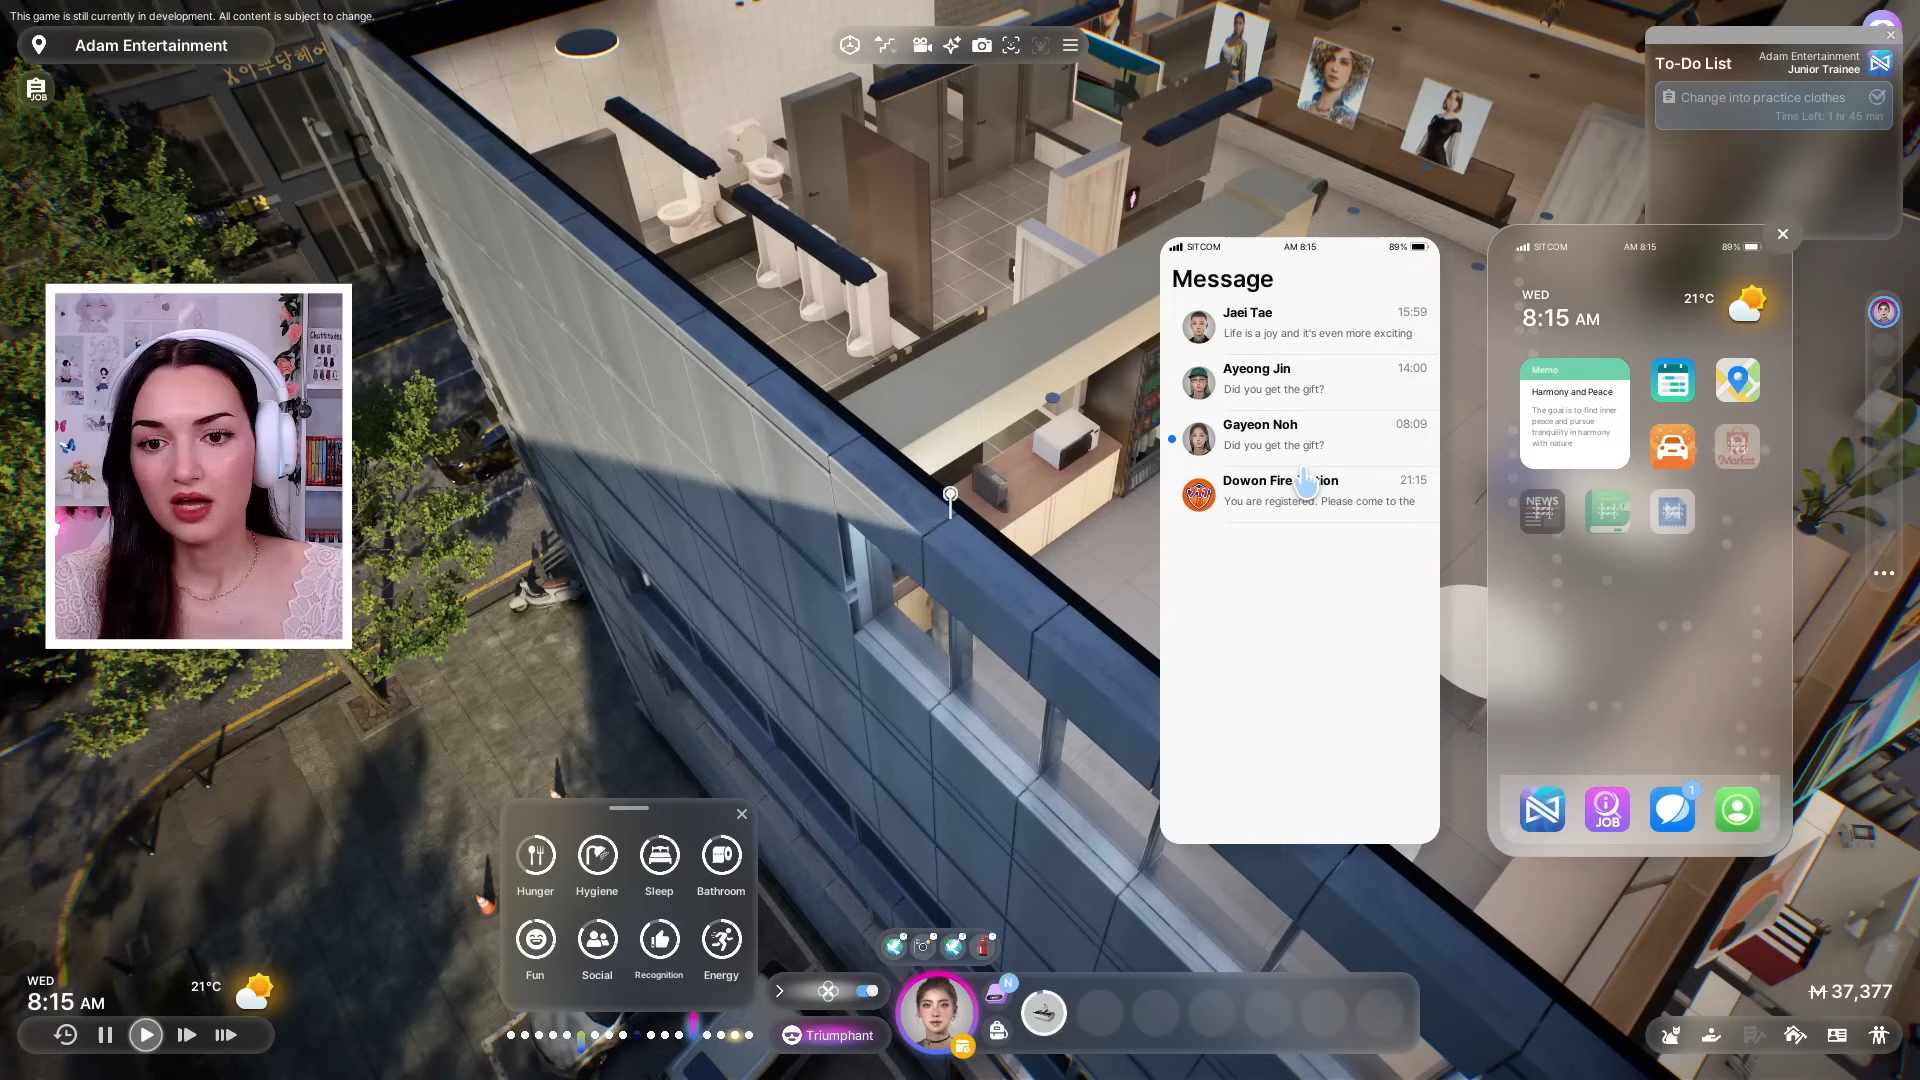 This game is still currently in development. All content is subject to change.
Adam Entertainment
JOB
이쁘당헤어
To-Do List
Adam Entertainment
Junior Trainee
Change into practice clothes
Time Left: 1 hr 45 min
SITCOM
AM 8:15
89%
Message
Jaei Tae
15:59
Life is a joy and it's even more exciting
Ayeong Jin
14:00
Did you get the gift?
Gayeon Noh
08:09
Did you get the gift?
Dowon Fire
21:15
You are registered. Please come to the
SITCOM
AM 8:15
89%
WED
8:15 AM
21°C
Memo
Harmony and Peace
The goal is to find inner
peace and pursue
tranquility in harmony
with nature
Market
NEWS
JOB
1
Hunger
Hygiene
Sleep
Bathroom
Fun
Social
Recognition
Energy
WED
8:15 AM
21°C
Triumphant
N
37,377